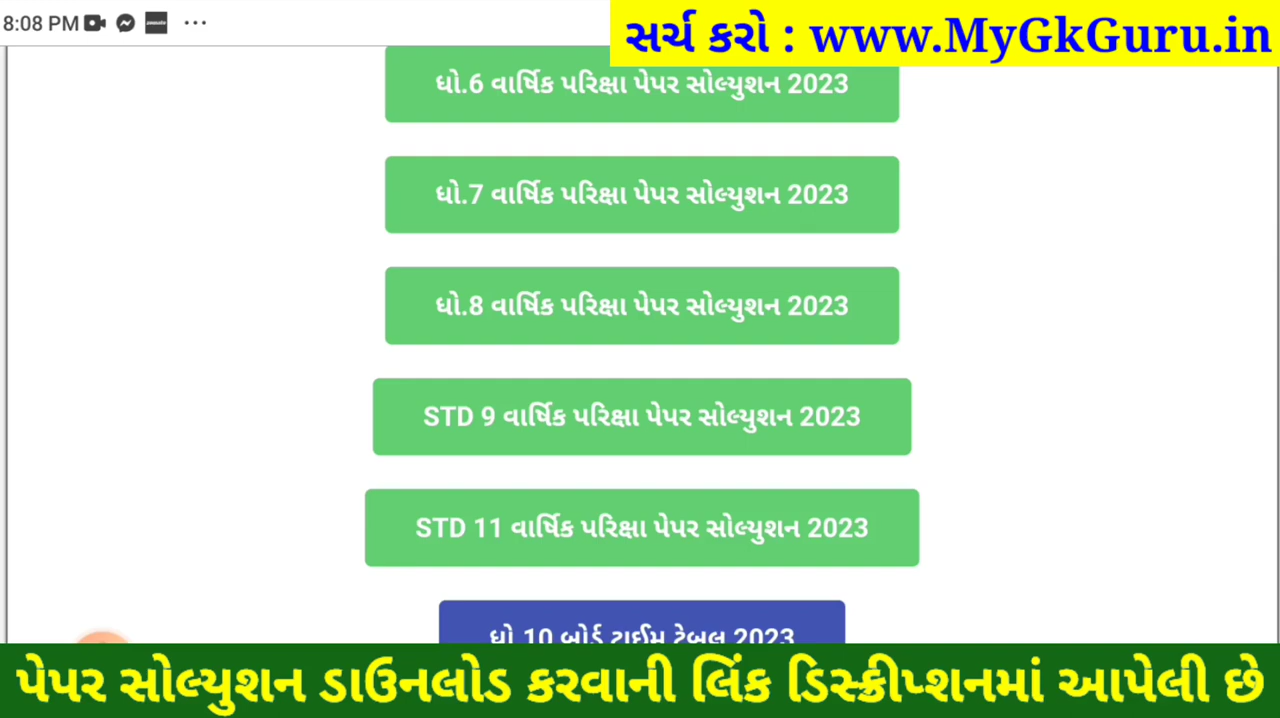 8:08 PM
સર્ચ કરો : www.MyGkGuru.in
ધો.6 વાર્ષિક પરિક્ષા પેપર સોલ્યુશન 2023
ધો.7 વાર્ષિક પરિક્ષા પેપર સોલ્યુશન 2023
ધો.8 વાર્ષિક પરિક્ષા પેપર સોલ્યુશન 2023
STD 9 વાર્ષિક પરિક્ષા પેપર સોલ્યુશન 2023
STD 11 વાર્ષિક પરિક્ષા પેપર સોલ્યુશન 2023
ધો 10 બોર્ડ ટાઈમ ટેબલ 2023
પેપર સોલ્યુશન ડાઉનલોડ કરવાની લિંક ડિસ્ક્રીપ્શનમાં આપેલી છે